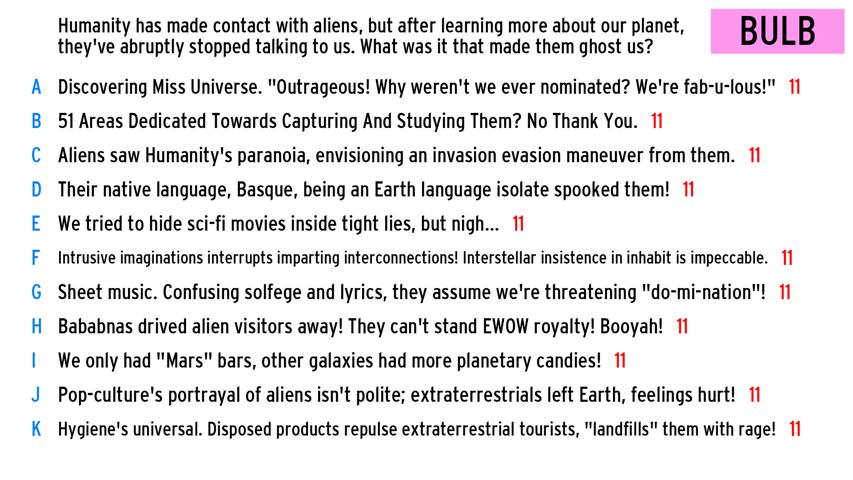 Humanity has made contact with aliens, but after learning more about our planet,
they've abruptly stopped talking to us. What was it that made them ghost us?
BULB
A Discovering Miss Universe. "Outrageous! Why weren't we ever nominated? We're fab-u-lous!" 11
B 51 Areas Dedicated Towards Capturing And Studying Them? No Thank You. 11
C Aliens saw Humanity's paranoia, envisioning an invasion evasion maneuver from them. 11
D Their native language, Basque, being an Earth language isolate spooked them! 11
E We tried to hide sci-fi movies inside tight lies, but nigh... 11
F Intrusive imaginations interrupts imparting interconnections! Interstellar insistence in inhabit is impeccable. 11
G Sheet music. Confusing solfege and lyrics, they assume we're threatening "do-mi-nation"! 11
H Bababnas drived alien visitors away! They can't stand EWOW royalty! Booyah! 11
I We only had "Mars" bars, other galaxies had more planetary candies! 11
J Pop-culture's portrayal of aliens isn't polite; extraterrestrials left Earth, feelings hurt! 11
K Hygiene's universal. Disposed products repulse extraterrestrial tourists, "landfills" them with rage! 11